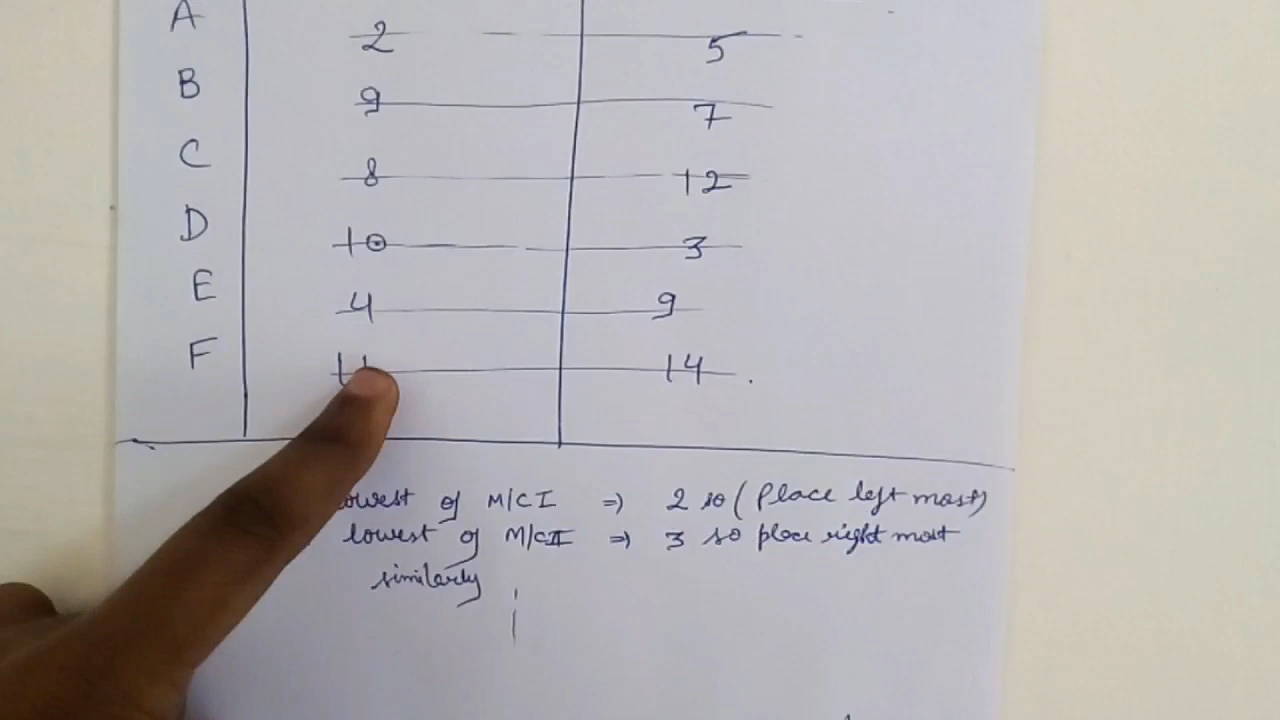 A 2 5
B 9 7
C 8 12
D 10 3
E 4 9
F 14 .
lowest of M/C I => 2 so (Place left most)
lowest of M/C II => 3 so place right most
similarly